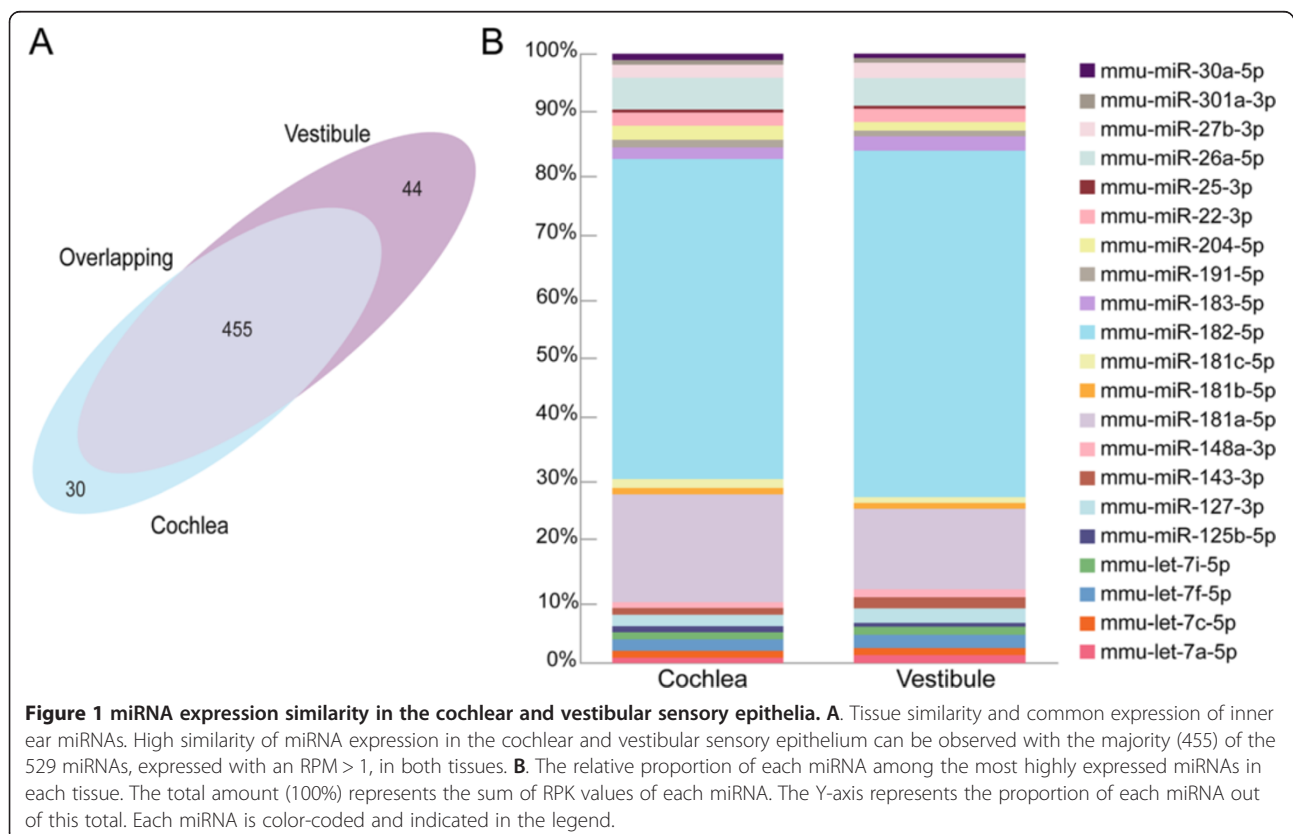 A
Vestibule
44
Overlapping
455
30
Cochlea
B
100%
90%
80%
70%
60%
50%
40%
30%
20%
10%
0%
Cochlea
Vestibule
mmu-miR-30a-5p
mmu-miR-301a-3p
mmu-miR-27b-3p
mmu-miR-26a-5p
mmu-miR-25-3p
mmu-miR-22-3p
mmu-miR-204-5p
mmu-miR-191-5p
mmu-miR-183-5p
mmu-miR-182-5p
mmu-miR-181c-5p
mmu-miR-181b-5p
mmu-miR-181a-5p
mmu-miR-148a-3p
mmu-miR-143-3p
mmu-miR-127-3p
mmu-miR-125b-5p
mmu-let-7i-5p
mmu-let-7f-5p
mmu-let-7c-5p
mmu-let-7a-5p
Figure 1 miRNA expression similarity in the cochlear and vestibular sensory epithelia. A. Tissue similarity and common expression of inner
ear miRNAs. High similarity of miRNA expression in the cochlear and vestibular sensory epithelium can be observed with the majority (455) of the
529 miRNAs, expressed with an RPM > 1, in both tissues. B. The relative proportion of each miRNA among the most highly expressed miRNAs in
each tissue. The total amount (100%) represents the sum of RPK values of each miRNA. The Y-axis represents the proportion of each miRNA out
of this total. Each miRNA is color-coded and indicated in the legend.